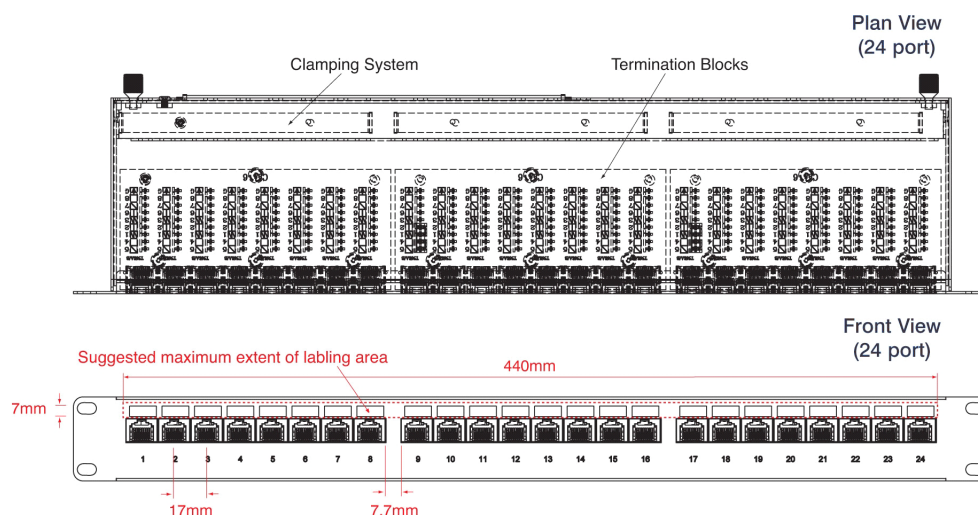 Plan View
(24 port)
Clamping System
Termination Blocks
Front View
(24 port)
Suggested maximum extent of labling area
440mm
7mm
1 2 3 4 5 6 7 8 9 10 11 12 13 14 15 16 17 18 19 20 21 22 23 24
17mm
7.7mm